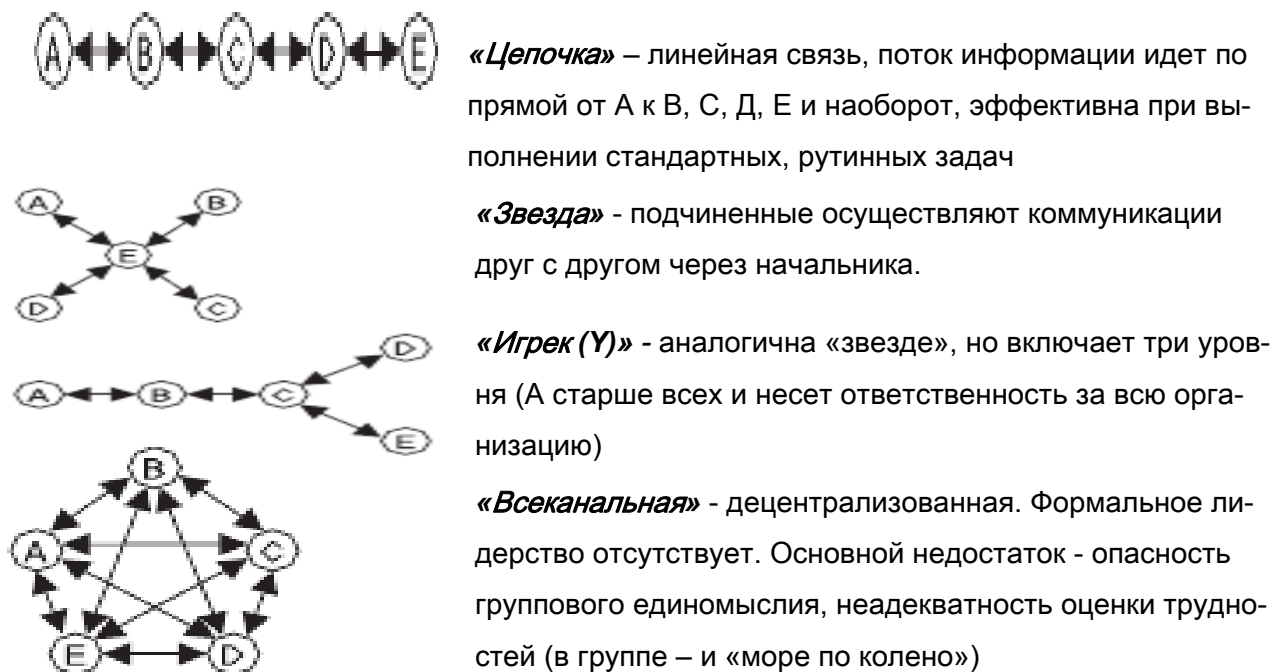 A B C D E
«Цепочка» – линейная связь, поток информации идет по
прямой от А к В, С, Д, Е и наоборот, эффективна при вы-
полнении стандартных, рутинных задач
A B
E
D C
«Звезда» - подчиненные осуществляют коммуникации
друг с другом через начальника.
D
A B C
E
«Игрек (Y)» - аналогична «звезде», но включает три уров-
ня (А старше всех и несет ответственность за всю орга-
низацию)
B
A C
E D
«Всеканальная» - децентрализованная. Формальное ли-
дерство отсутствует. Основной недостаток - опасность
группового единомыслия, неадекватность оценки трудно-
стей (в группе – и «море по колено»)